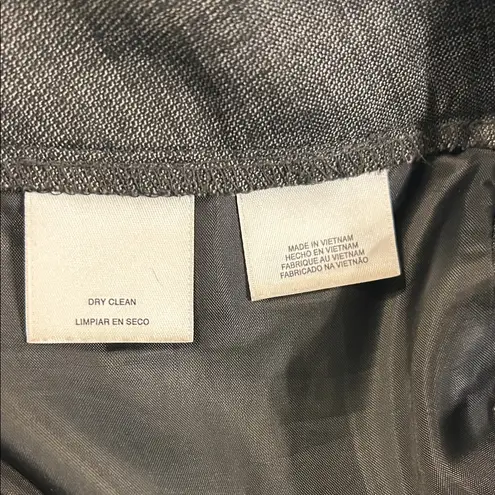 DRY CLEAN
LIMPIAR EN SECO
MADE IN VIETNAM
HECHO EN VIETNAM
FABRIQUE AU VIETNAM
FABRICADO NA VIETNÃO